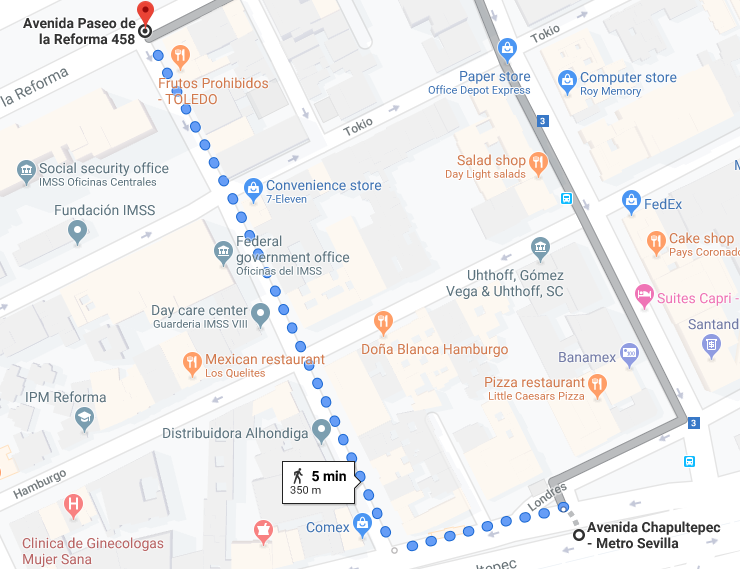 Avenida Paseo de
la Reforma 458
la Reforma
Frutos Prohibidos
- TOLEDO
Tokio
Paper store
Office Depot Express
Computer store
Roy Memory
3
Tokio
Salad shop
Day Light salads
Social security office
IMSS Oficinas Centrales
Convenience store
7-Eleven
Fundación IMSS
FedEx
Cake shop
Pays Coronado
Federal
government office
Oficinas del IMSS
Uhthoff, Gómez
Vega & Uhthoff, SC
Suites Capri -
Day care center
Guarderia IMSS VIII
Santand
Doña Blanca Hamburgo
Banamex
Mexican restaurant
Los Quelites
Pizza restaurant
Little Caesars Pizza
IPM Reforma
3
Distribuidora Alhondiga
Hamburgo
5 min
350 m
Londres
Comex
Avenida Chapultepec
- Metro Sevilla
Clinica de Ginecologas
Mujer Sana
ltepec